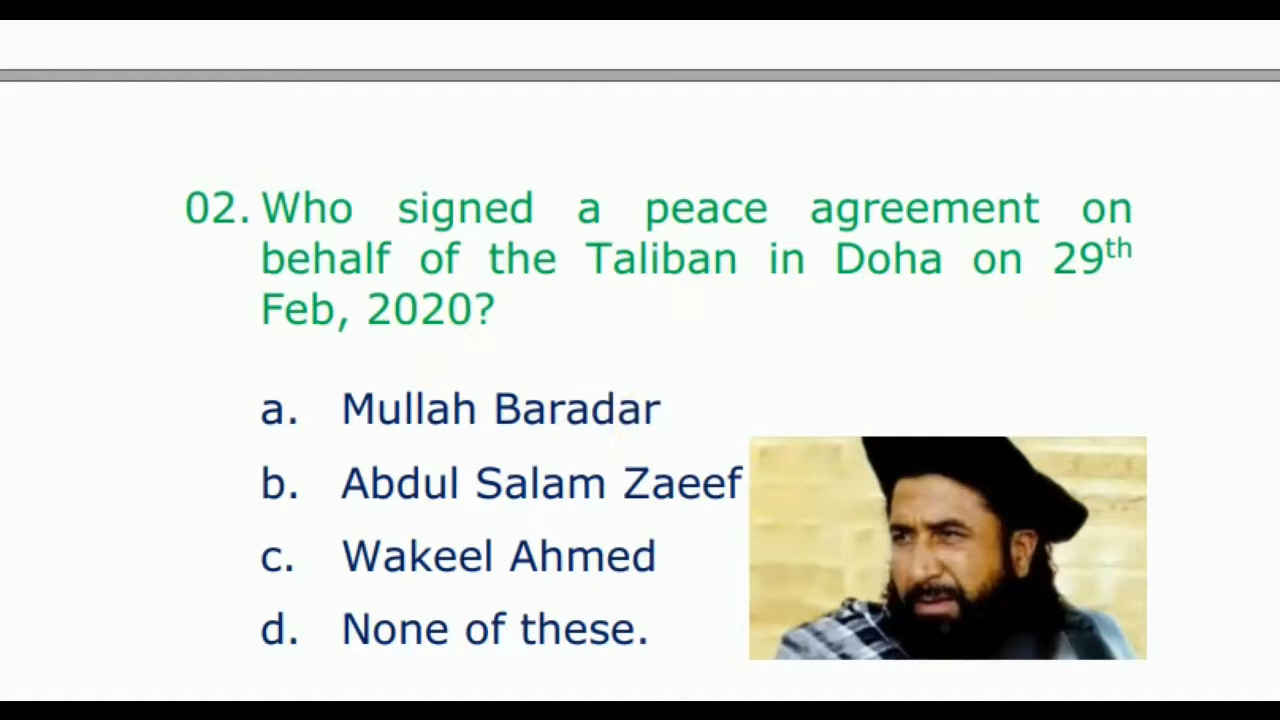 02. Who signed a peace agreement on
behalf of the Taliban in Doha on 29th
Feb, 2020?
a. Mullah Baradar
b. Abdul Salam Zaeef
c. Wakeel Ahmed
d. None of these.